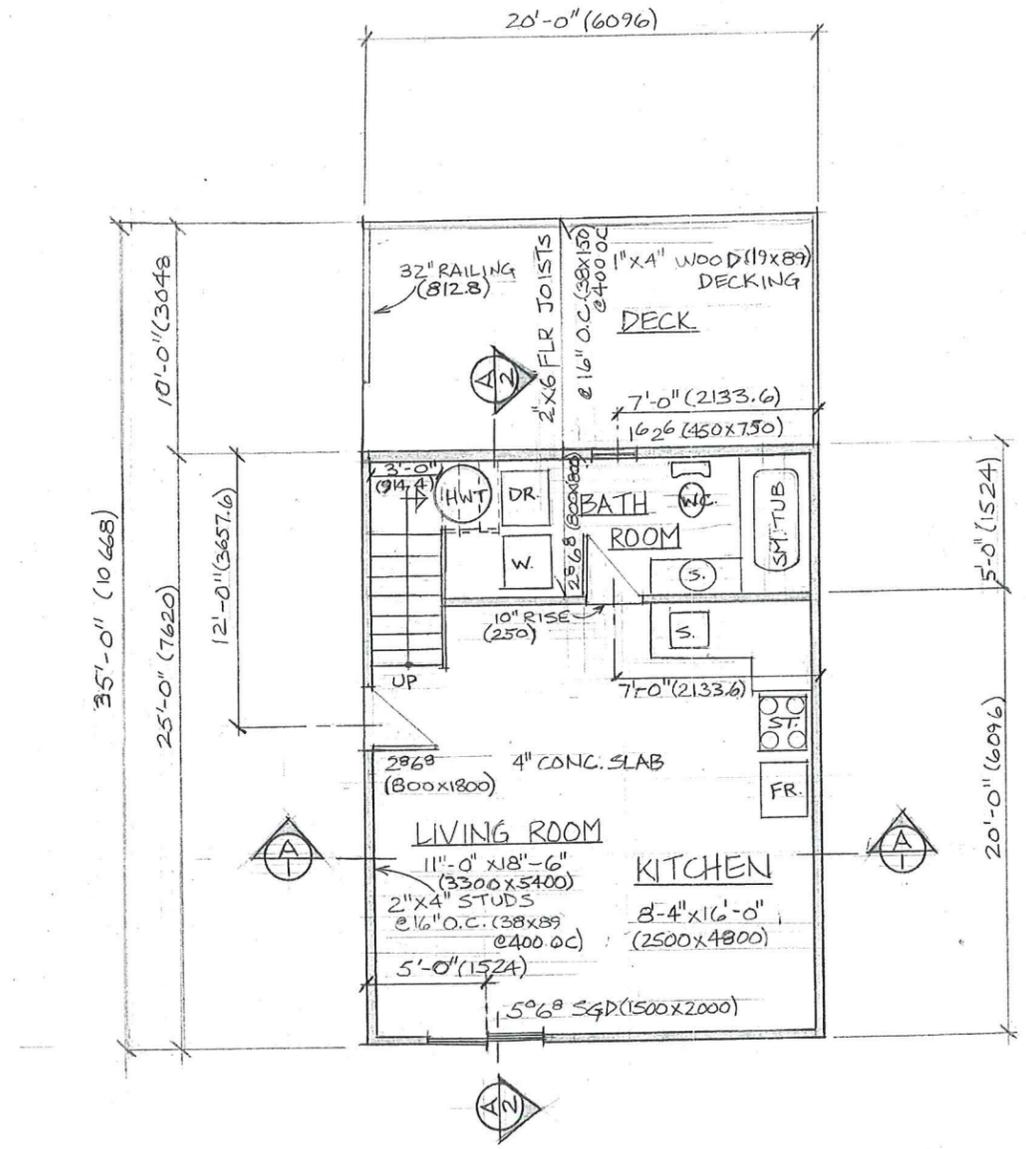 20'-0" (6096)
35'-0" (10668)
10'-0" (3048
25'-0" (7620)
12'-0" (3657.6)
32" RAILING
(812.8)
2"X6 FLR JOISTS
@ 16" O.C. (38X150
@400 OC
1"X4" WOOD (19X89)
DECKING
DECK
A
2
7'-0" (2133.6)
1⁶2⁶ (450X750)
3'-0"
(914.4)
HWT
DR.
W.
2⁶6⁸ (800X1800)
BATH
ROOM
W.C.
S.
SM. TUB
5'-0" (1524)
10" RISE
(250)
S.
UP
7'-0" (2133.6)
ST.
FR.
2⁸6⁸
(800X1800)
4" CONC. SLAB
20'-0" (6096)
A
1
A
1
LIVING ROOM
11'-0" X18'-6"
(3300X5400)
2"X4" STUDS
@16" O.C. (38X89
@400 OC)
KITCHEN
8'-4"X16'-0"
(2500X4800)
5'-0" (1524)
5⁰6⁸ SGD.(1500X2000)
A
2